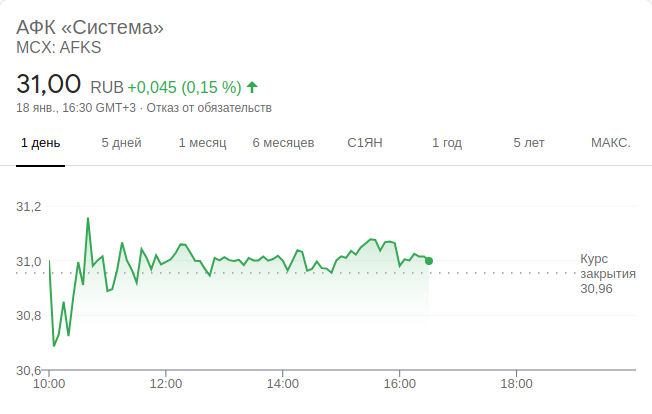 АФК «Система»
MCX: AFKS
31,00 RUB +0,045 (0,15 %)
18 янв., 16:30 GMT+3 · Отказ от обязательств
1 день 5 дней 1 месяц 6 месяцев С1ЯН 1 год 5 лет МАКС.
31,2
31,0
30,8
30,6
Курс
закрытия
30,96
10:00 12:00 14:00 16:00 18:00